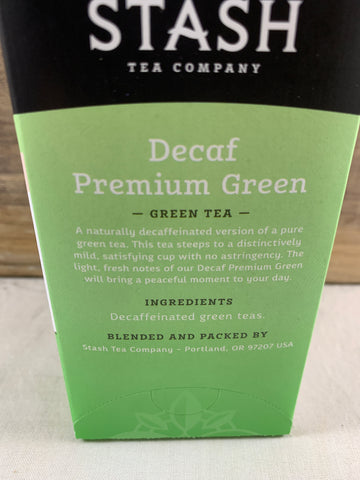 STASH
TEA COMPANY
Decaf
Premium Green
— GREEN TEA —
A naturally decaffeinated version of a pure
green tea. This tea steeps to a distinctively
mild, satisfying cup with no astringency. The
light, fresh notes of our Decaf Premium Green
will bring a peaceful moment to your day.
INGREDIENTS
Decaffeinated green teas.
BLENDED AND PACKED BY
Stash Tea Company - Portland, OR 97207 USA